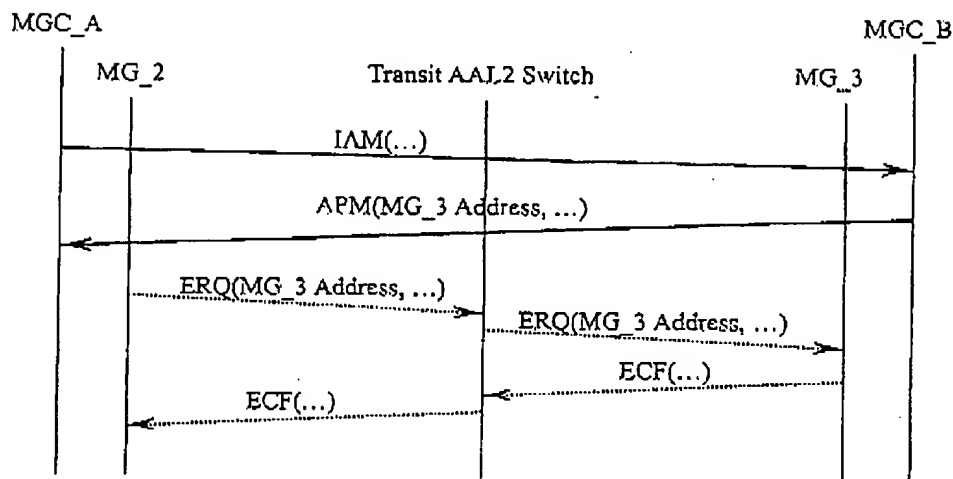 MGC_A
MGC_B
MG_2
Transit AAL2 Switch
MG_3
IAM(...)
APM(MG_3 Address, ...)
ERQ(MG_3 Address, ...)
ERQ(MG_3 Address, ...)
ECF(...)
ECF(...)